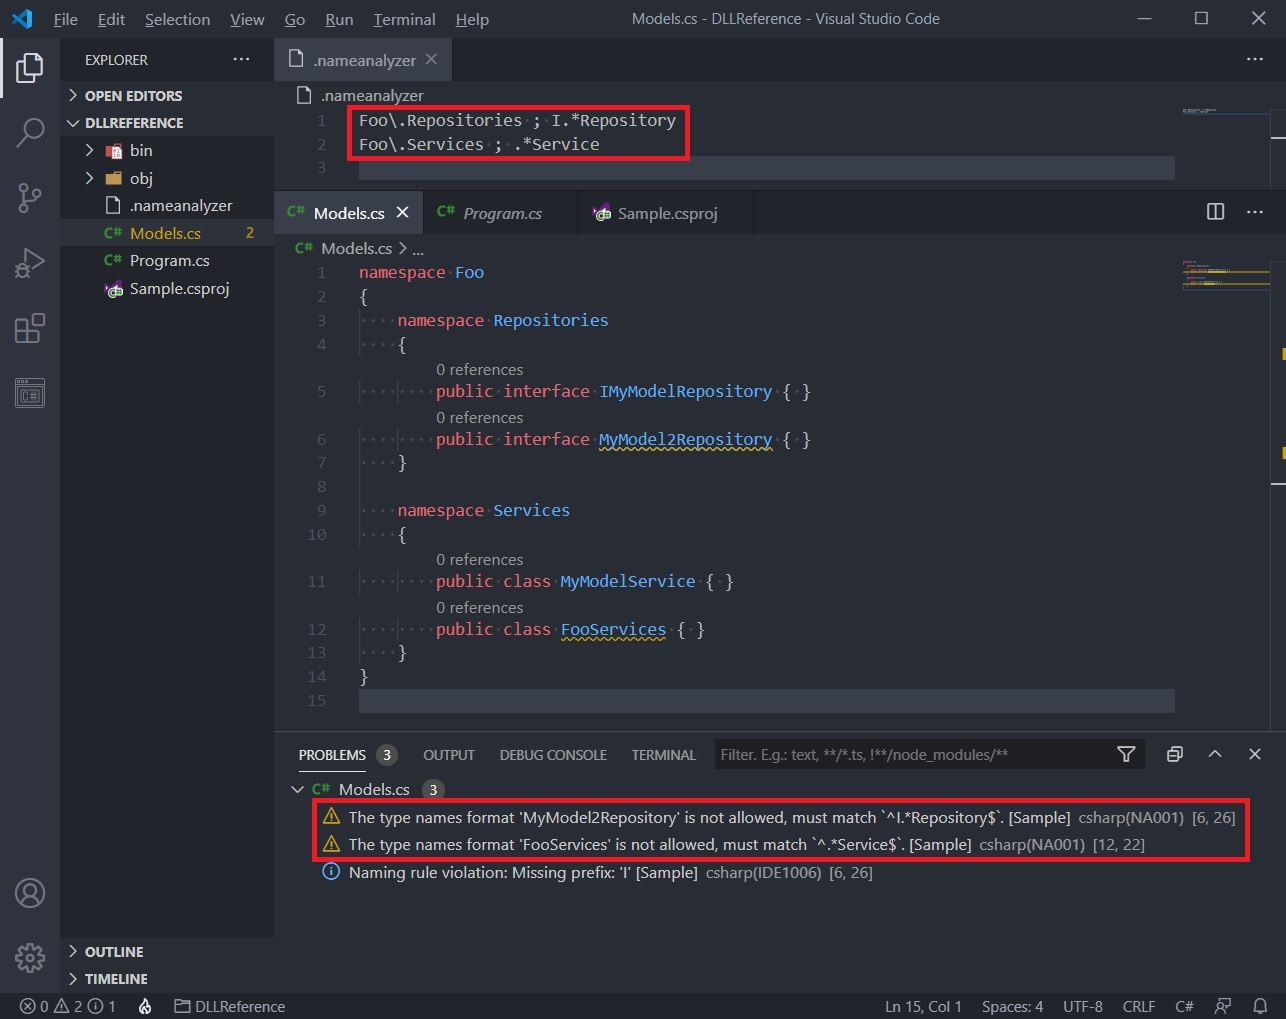 File Edit Selection View Go Run Terminal Help Models.cs - DLLReference - Visual Studio Code
EXPLORER
OPEN EDITORS
DLLREFERENCE
bin
obj
.nameanalyzer
C# Models.cs 2
C# Program.cs
Sample.csproj
OUTLINE
TIMELINE
.nameanalyzer
.nameanalyzer
1 Foo\.Repositories ; I.*Repository
2 Foo\.Services ; .*Service
3
C# Models.cs C# Program.cs Sample.csproj
C# Models.cs > ...
1 namespace Foo
2 {
3 namespace Repositories
4 {
0 references
5 public interface IMyModelRepository { }
0 references
6 public interface MyModel2Repository { }
7 }
8
9 namespace Services
10 {
0 references
11 public class MyModelService { }
0 references
12 public class FooServices { }
13 }
14 }
15
PROBLEMS 3 OUTPUT DEBUG CONSOLE TERMINAL Filter. E.g.: text, **/*.ts, !**/node_modules/**
C# Models.cs 3
The type names format 'MyModel2Repository' is not allowed, must match `^I.*Repository$`. [Sample] csharp(NA001) [6, 26]
The type names format 'FooServices' is not allowed, must match `^.*Service$`. [Sample] csharp(NA001) [12, 22]
Naming rule violation: Missing prefix: 'I' [Sample] csharp(IDE1006) [6, 26]
0 2 1 DLLReference Ln 15, Col 1 Spaces: 4 UTF-8 CRLF C#